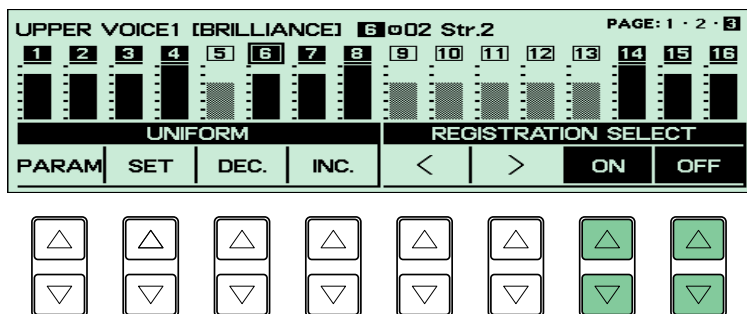 UPPER VOICE1 [BRILLIANCE] 6 02 Str.2 PAGE: 1 · 2 · 3
1 2 3 4 5 6 7 8 9 10 11 12 13 14 15 16
UNIFORM REGISTRATION SELECT
PARAM SET DEC. INC. < > ON OFF